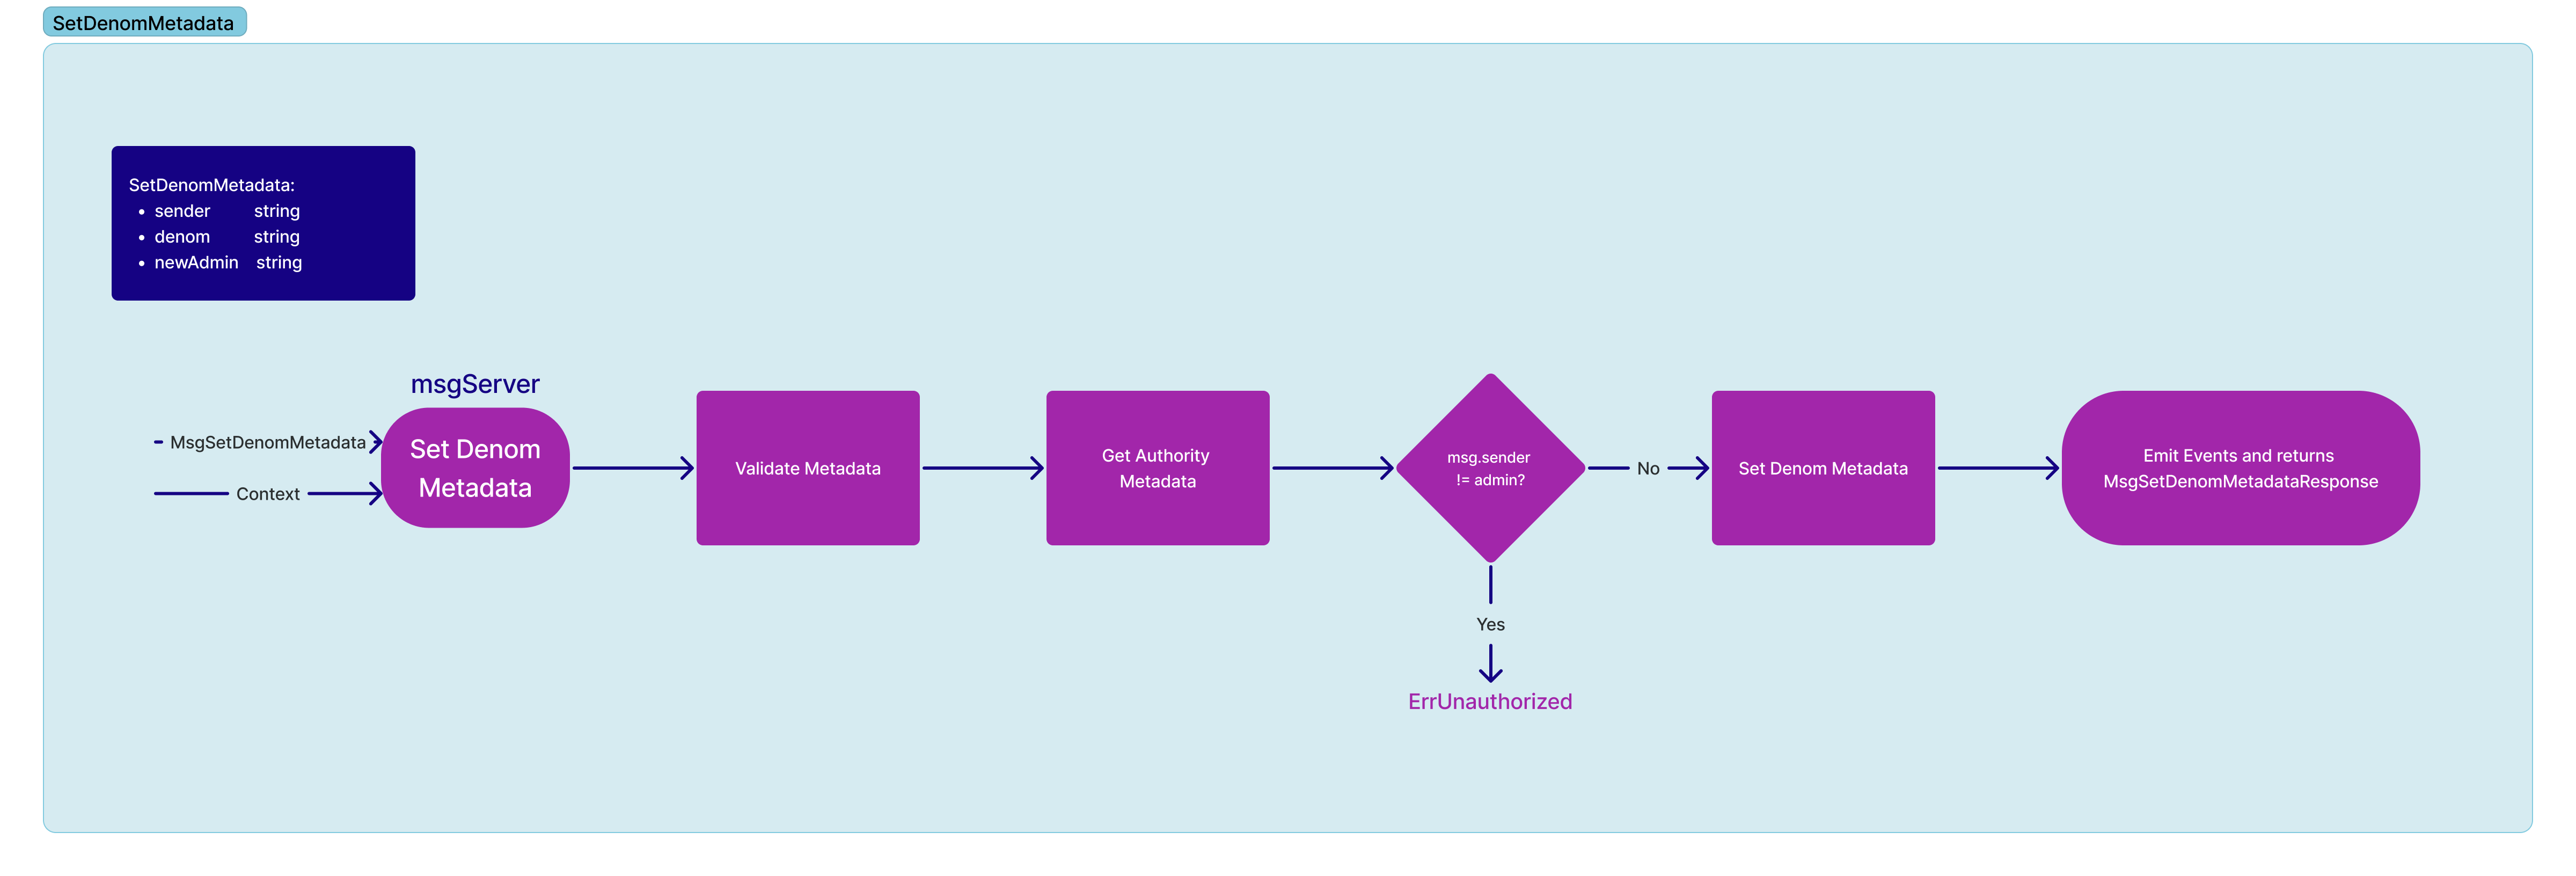 SetDenomMetadata
SetDenomMetadata:
• sender string
• denom string
• newAdmin string
msgServer
MsgSetDenomMetadata
Context
Set Denom
Metadata
Validate Metadata
Get Authority
Metadata
msg.sender
!= admin?
No
Set Denom Metadata
Emit Events and returns
MsgSetDenomMetadataResponse
Yes
ErrUnauthorized